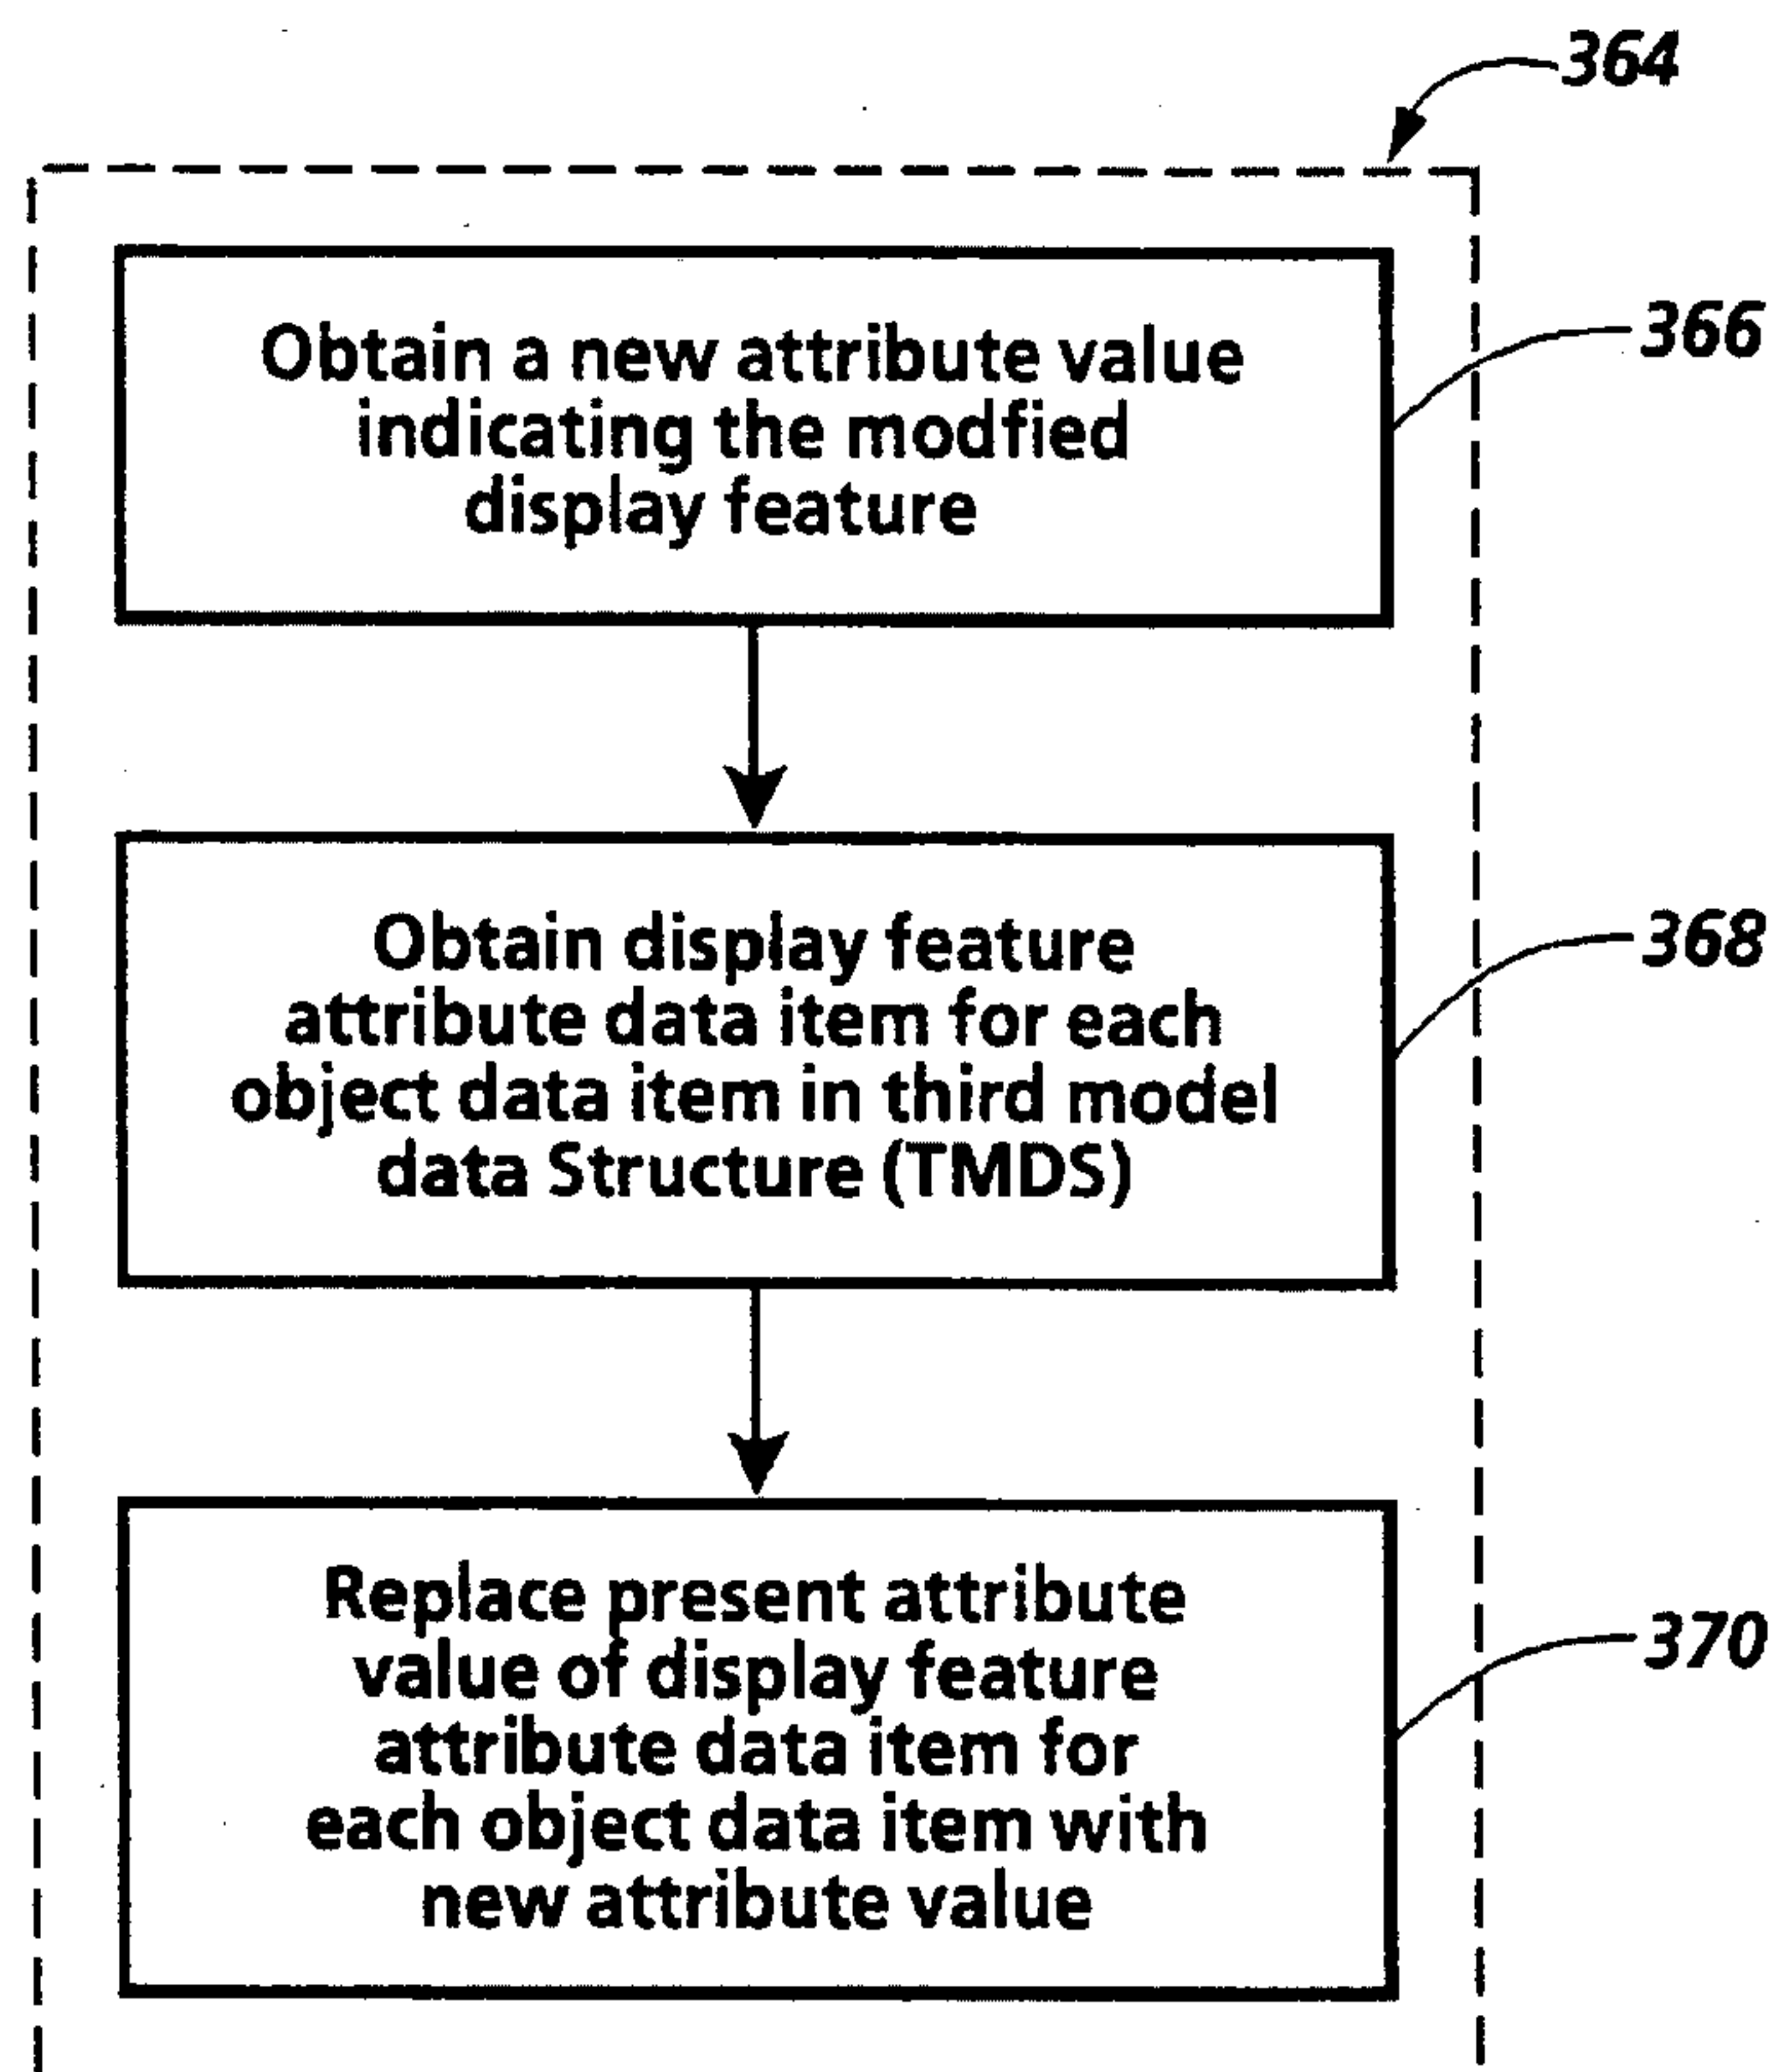 364
Obtain a new attribute value
indicating the modfied
display feature
366
Obtain display feature
attribute data item for each
object data item in third model
data Structure (TMDS)
368
Replace present attribute
value of display feature
attribute data item for
each object data item with
new attribute value
370